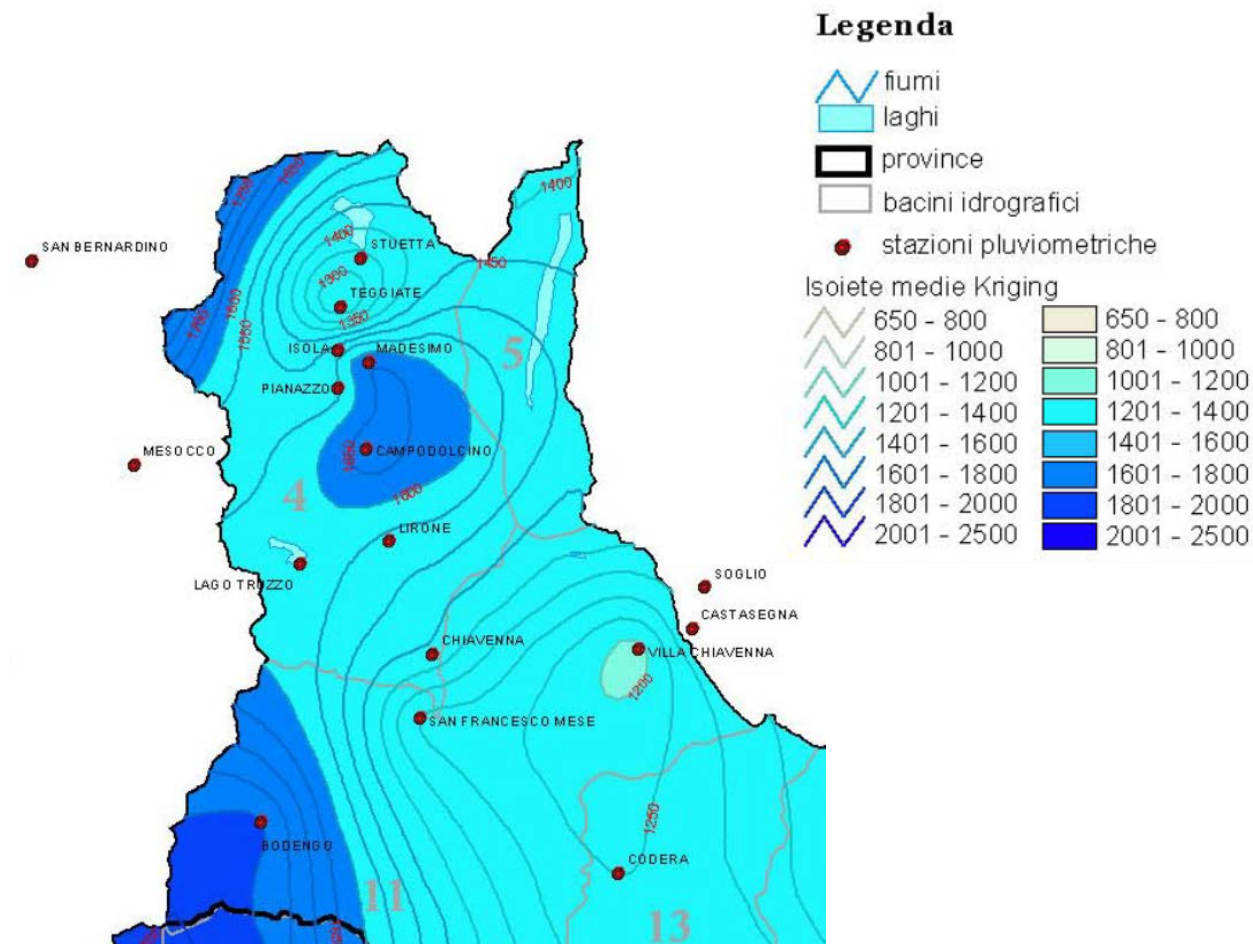 Legenda
fiumi
laghi
province
bacini idrografici
stazioni pluviometriche
Isoiete medie Kriging
650 - 800
801 - 1000
1001 - 1200
1201 - 1400
1401 - 1600
1601 - 1800
1801 - 2000
2001 - 2500
650 - 800
801 - 1000
1001 - 1200
1201 - 1400
1401 - 1600
1601 - 1800
1801 - 2000
2001 - 2500
1400
SAN BERNARDINO
1400
STUETTA
1450
1300
TEGGIATE
1600
1350
ISOLA
MADESIMO
5
PIANAZZO
MESOCCO
CAMPODOLCINO
4
1600
LIRONE
LAGO TRUZZO
SOGLIO
CASTASEGNA
CHIAVENNA
VILLA CHIAVENNA
1200
SAN FRANCESCO MESE
1250
BODENGO
CODERA
11
13